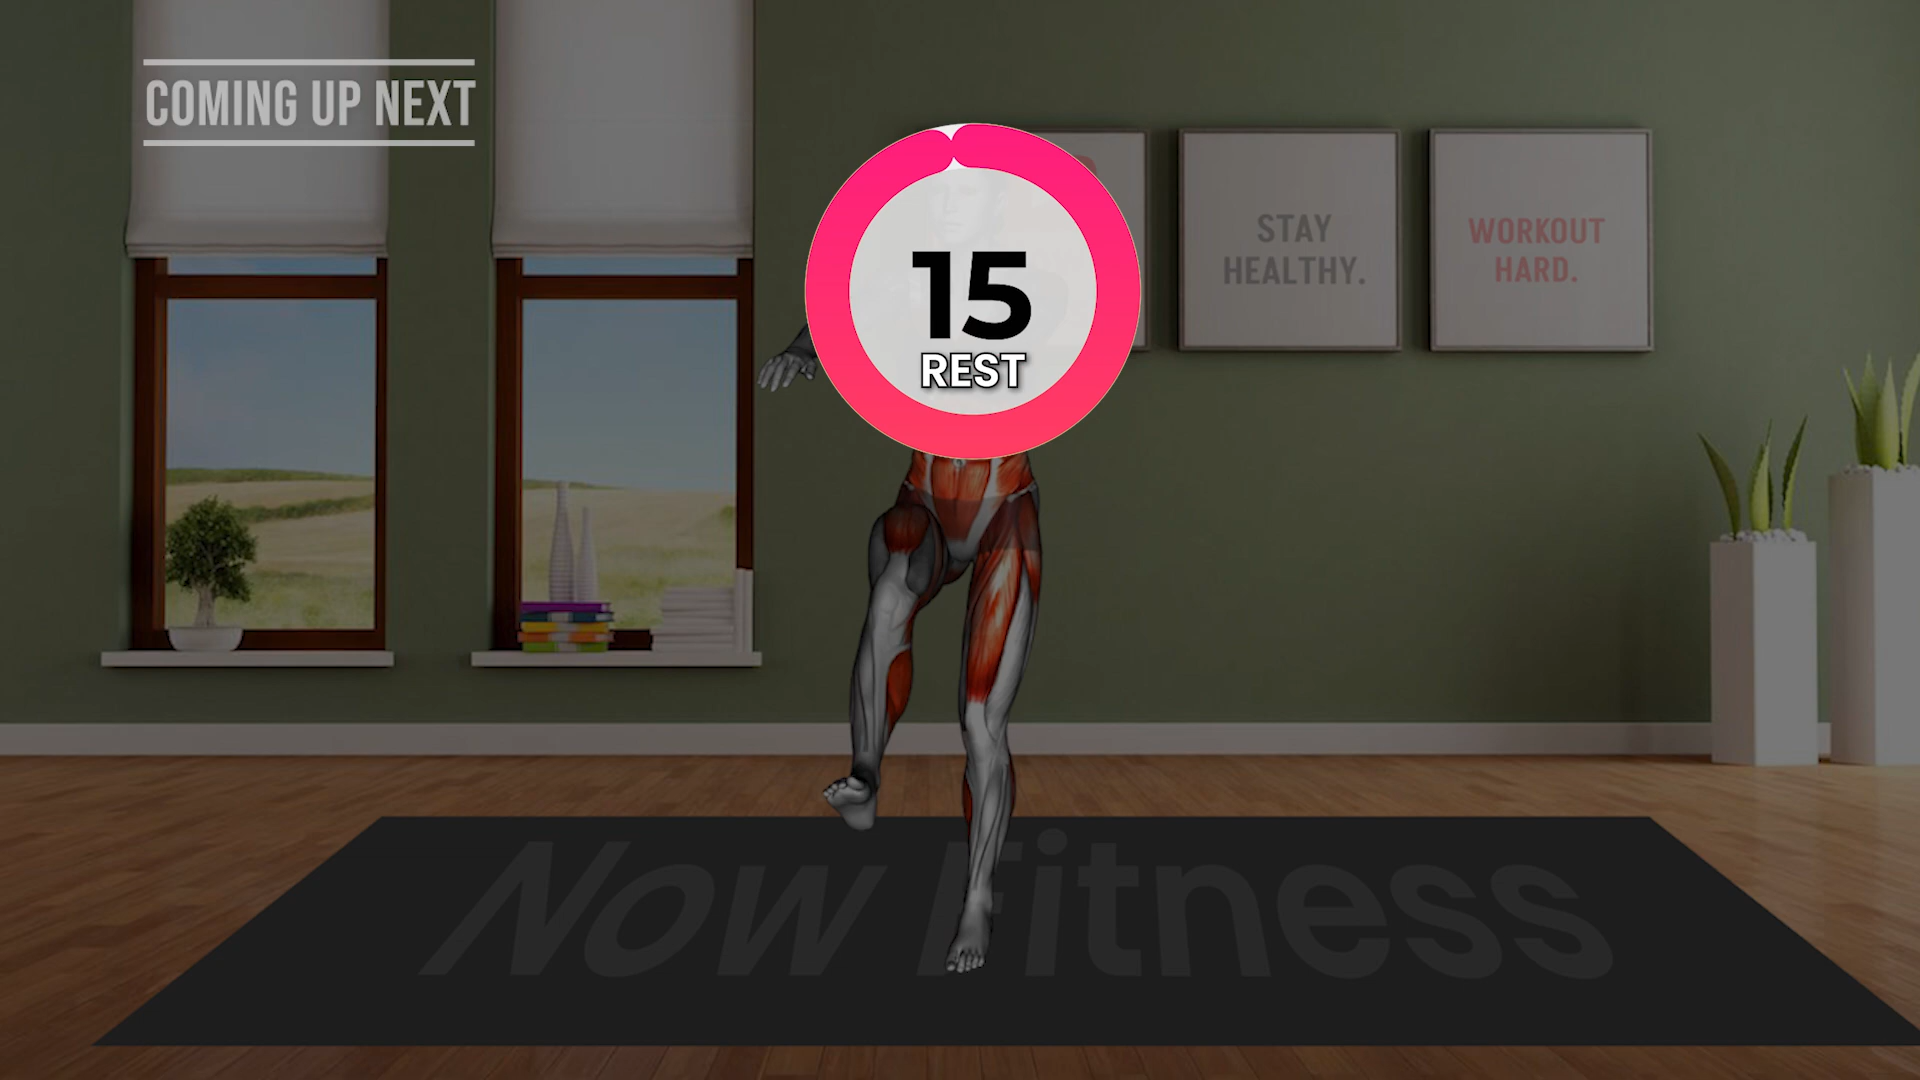 COMING UP NEXT
15
REST
STAY
HEALTHY.
WORKOUT
HARD.
Now Fitness